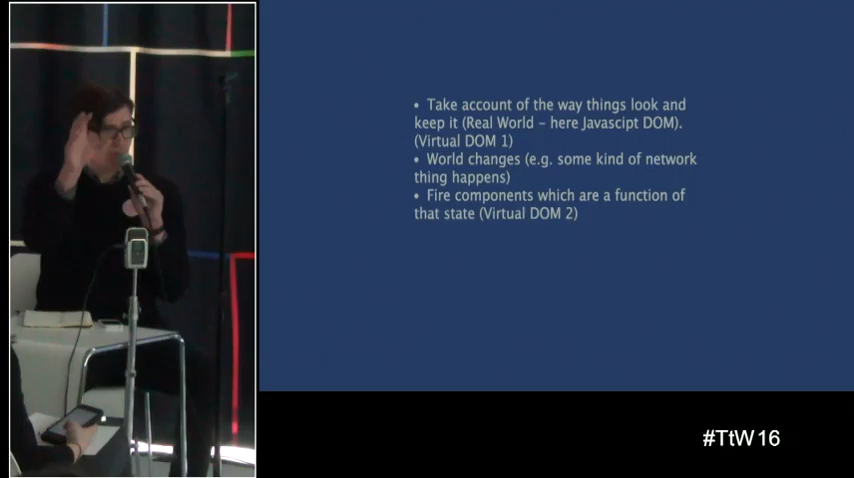 • Take account of the way things look and
keep it (Real World – here Javascipt DOM).
(Virtual DOM 1)
• World changes (e.g. some kind of network
thing happens)
• Fire components which are a function of
that state (Virtual DOM 2)
#TtW16